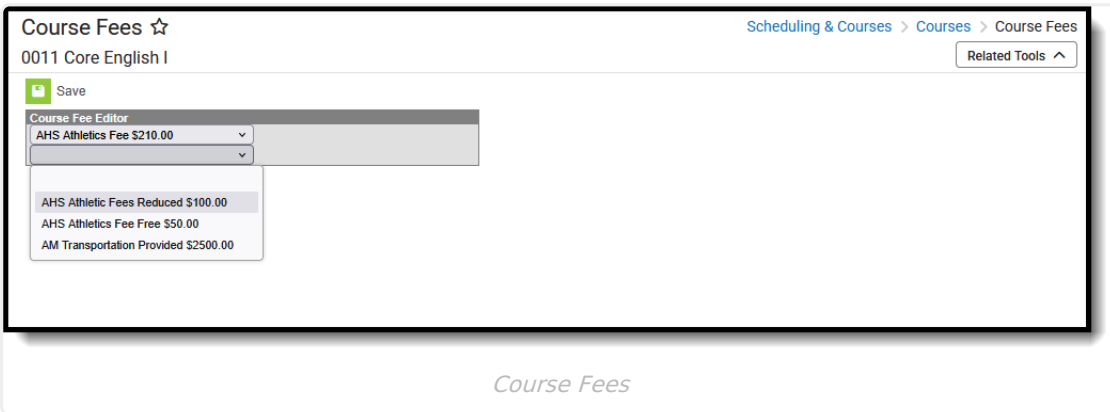 Course Fees
Scheduling & Courses > Courses > Course Fees
0011 Core English I
Related Tools
Save
Course Fee Editor
AHS Athletics Fee $210.00
AHS Athletic Fees Reduced $100.00
AHS Athletics Fee Free $50.00
AM Transportation Provided $2500.00
Course Fees